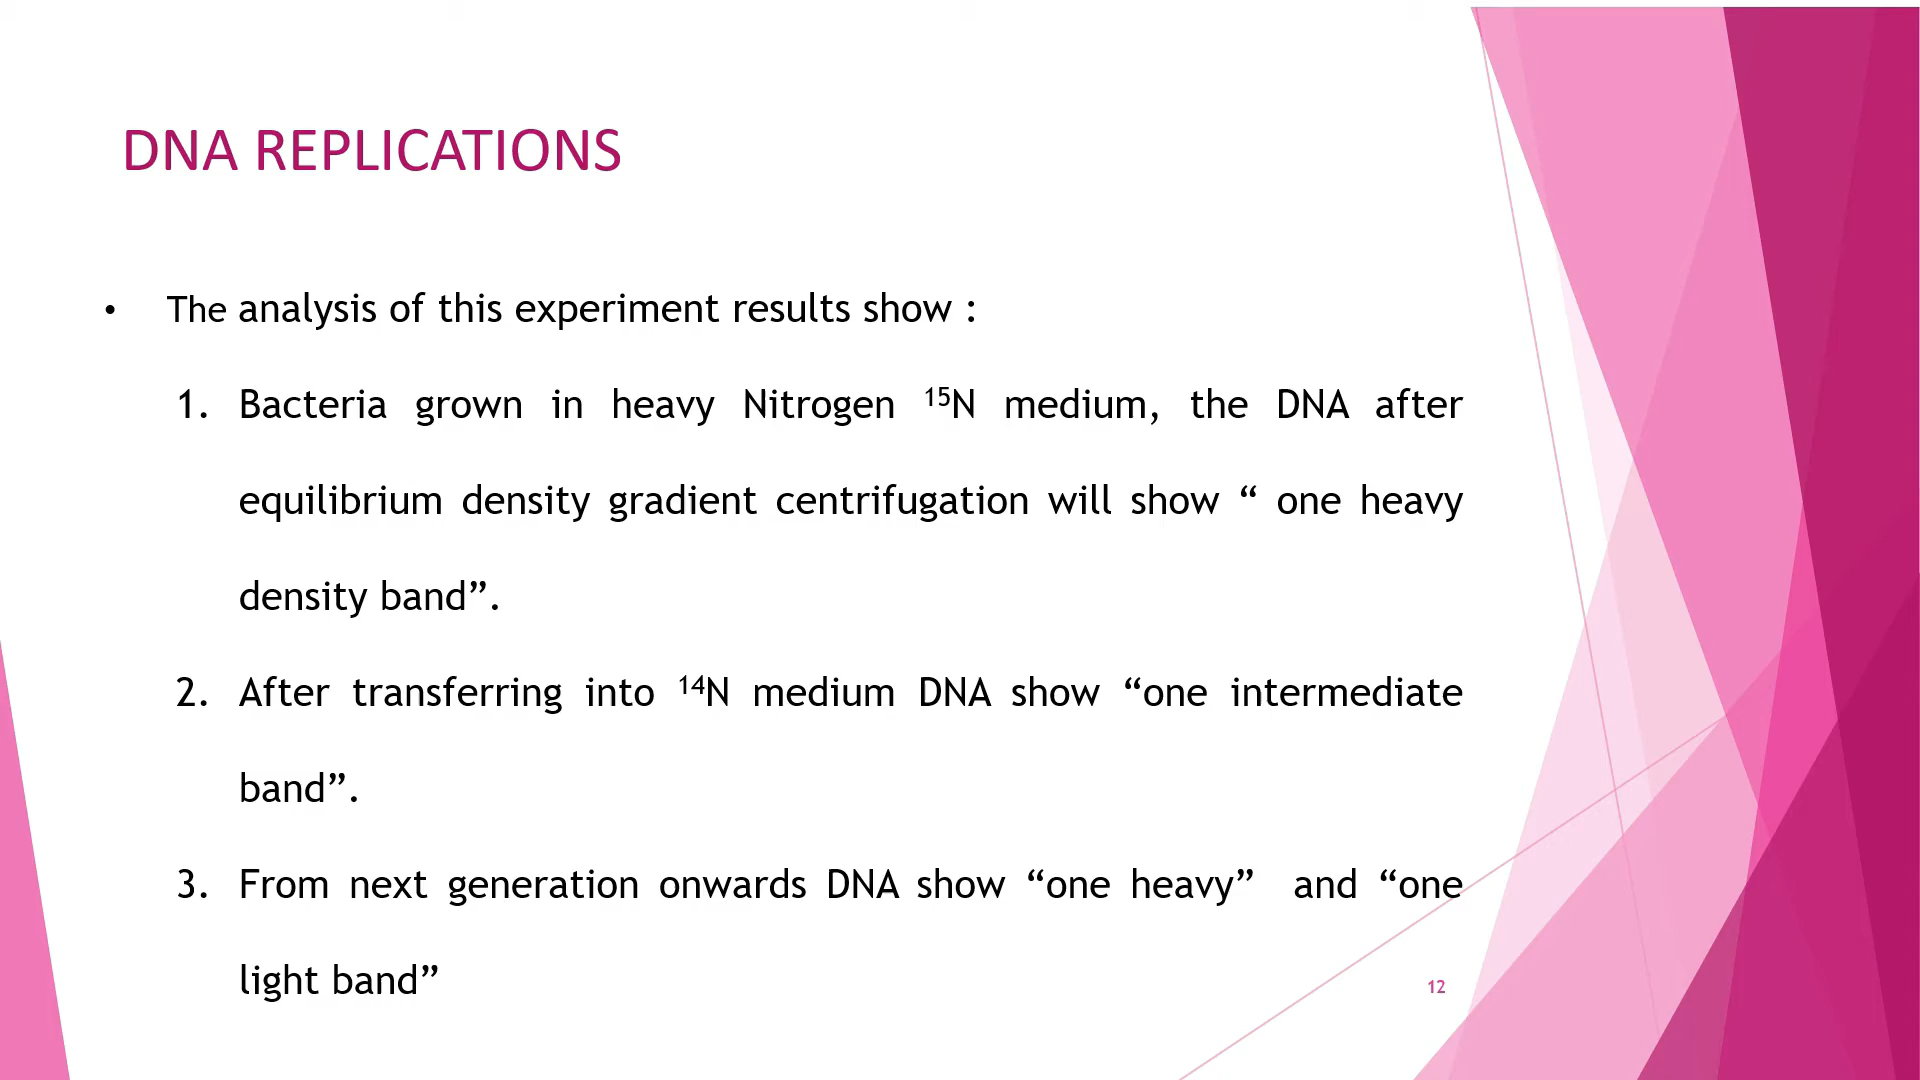 DNA REPLICATIONS
• The analysis of this experiment results show :
1. Bacteria grown in heavy Nitrogen ¹⁵N medium, the DNA after
equilibrium density gradient centrifugation will show “ one heavy
density band”.
2. After transferring into ¹⁴N medium DNA show “one intermediate
band”.
3. From next generation onwards DNA show “one heavy” and “one
light band”
12